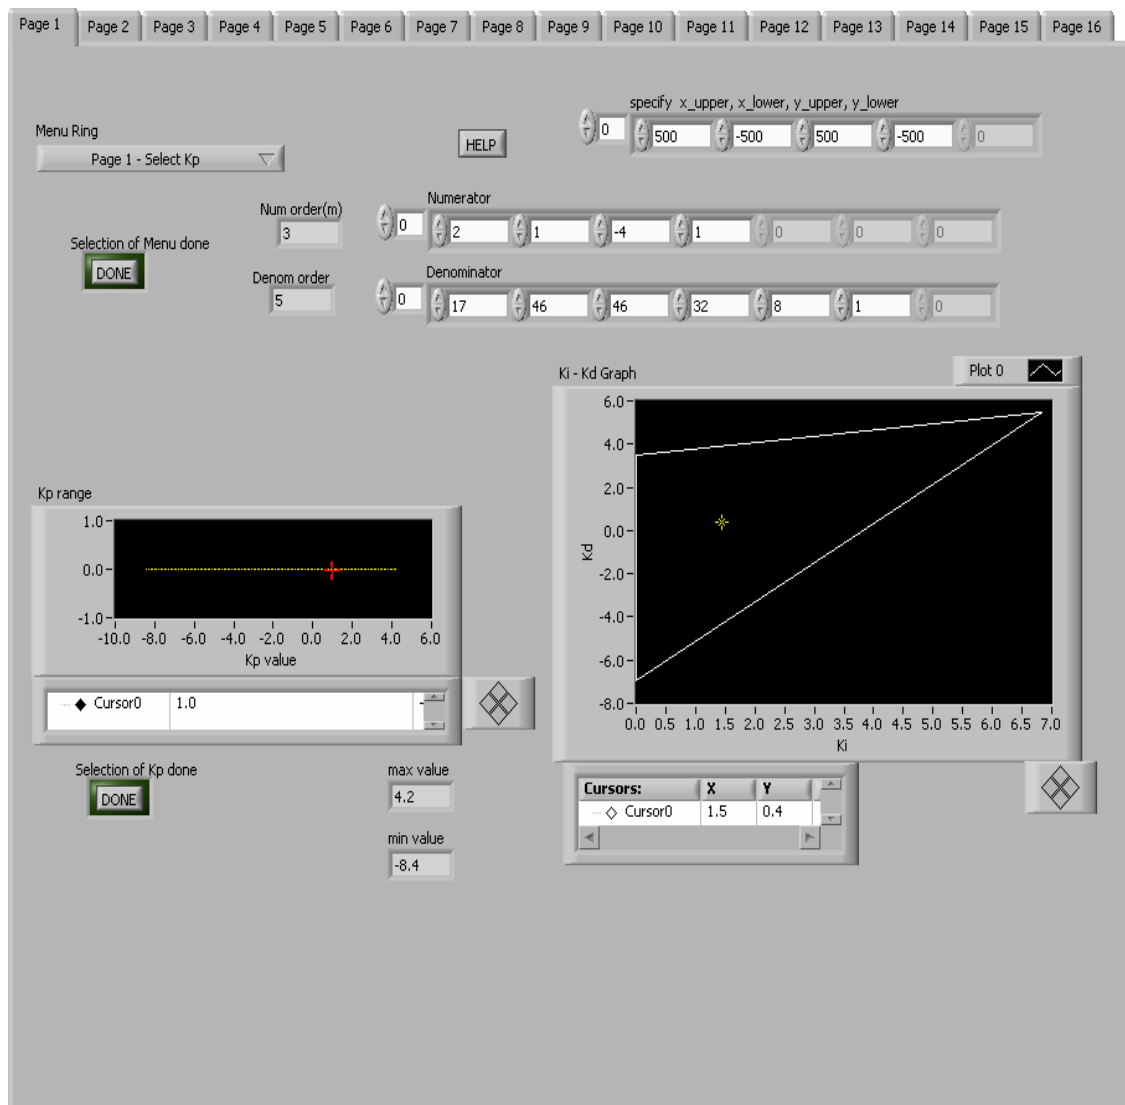 Page 1 Page 2 Page 3 Page 4 Page 5 Page 6 Page 7 Page 8 Page 9 Page 10 Page 11 Page 12 Page 13 Page 14 Page 15 Page 16
specify x_upper, x_lower, y_upper, y_lower
0 500 -500 500 -500 0
Menu Ring
Page 1 - Select Kp
HELP
Numerator
Num order(m)
3
0 2 1 -4 1 0 0 0
Selection of Menu done
DONE
Denom order
5
Denominator
0 17 46 46 32 8 1 0
Ki - Kd Graph
Plot 0
6.0
4.0
2.0
0.0
-2.0
-4.0
-6.0
-8.0
Kd
0.0 0.5 1.0 1.5 2.0 2.5 3.0 3.5 4.0 4.5 5.0 5.5 6.0 6.5 7.0
Ki
Kp range
1.0
0.0
-1.0
-10.0 -8.0 -6.0 -4.0 -2.0 0.0 2.0 4.0 6.0
Kp value
Cursor0 1.0 -
Selection of Kp done
DONE
max value
4.2
min value
-8.4
Cursors: X Y
Cursor0 1.5 0.4